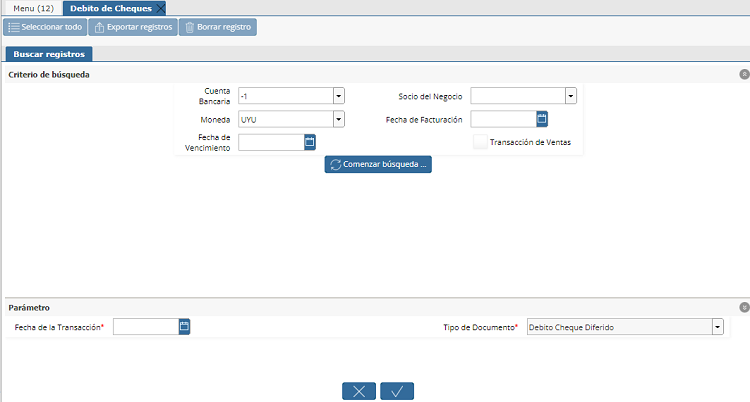 Menu (12) Debito de Cheques
Seleccionar todo Exportar registros Borrar registro
Buscar registros
Criterio de búsqueda
Cuenta Bancaria -1 Socio del Negocio
Moneda UYU Fecha de Facturación
Fecha de Vencimiento Transacción de Ventas
Comenzar búsqueda ...
Parámetro
Fecha de la Transacción* Tipo de Documento* Debito Cheque Diferido